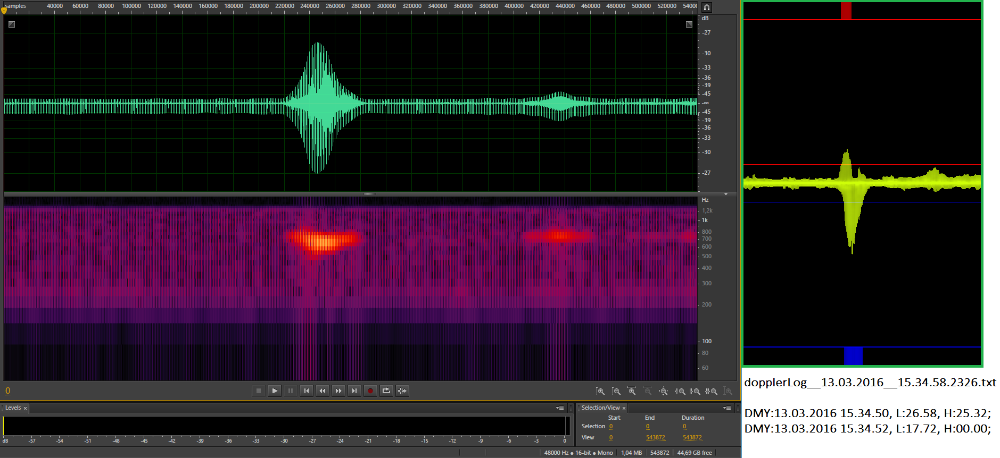 samples 40000 60000 80000 100000 120000 140000 160000 180000 200000 220000 240000 260000 280000 300000 320000 340000 360000 380000 400000 420000 440000 460000 480000 500000 520000 5400
dB
-27
-30
-33
-36
-39
-45
-∞
-45
-39
-36
-33
-30
-27
Hz
1,2k
1k
800
700
600
500
400
300
200
100
80
60
0
Levels ×
dB -57 -54 -51 -48 -45 -42 -39 -36 -33 -30 -27 -24 -21 -18 -15 -12 -9 -6 -3 0
Selection/View ×
Start End Duration
Selection 0 0 0
View 0 543872 543872
48000 Hz ● 16-bit ● Mono 1,04 MB 543872 44,69 GB free
dopplerLog__13.03.2016__15.34.58.2326.txt
DMY:13.03.2016 15.34.50, L:26.58, H:25.32;
DMY:13.03.2016 15.34.52, L:17.72, H:00.00;